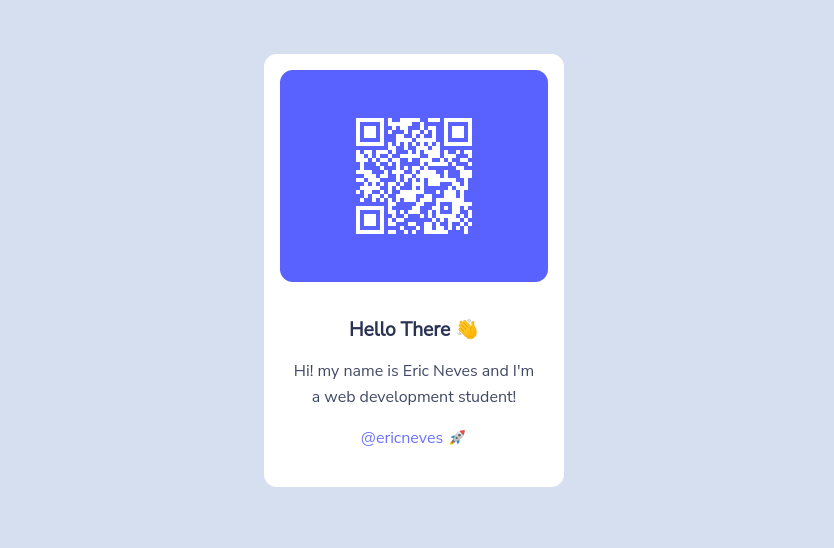 Hello There 👋
Hi! my name is Eric Neves and I'm
a web development student!
@ericneves 🚀